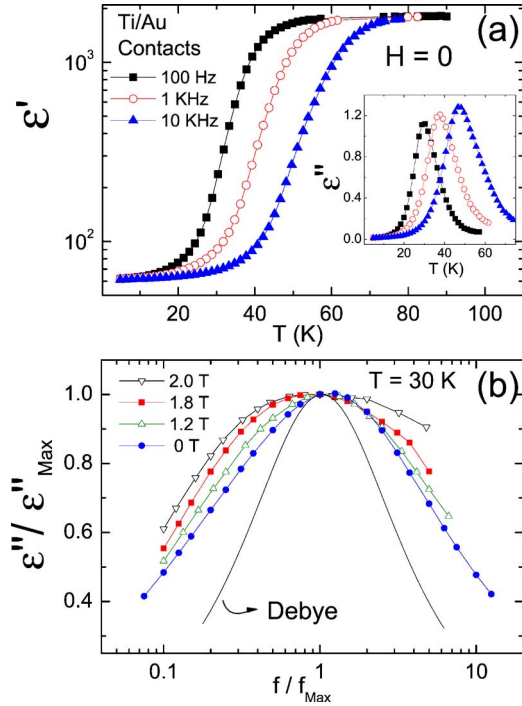 Ti/Au
Contacts
100 Hz
1 KHz
10 KHz
(a)
H = 0
ε'
10³
10²
20 40 60 80 100
T (K)
ε''
1.2
0.8
0.4
0.0
20 40 60
T (K)
(b)
T = 30 K
2.0 T
1.8 T
1.2 T
0 T
Debye
ε''/ ε''Max
1.0
0.8
0.6
0.4
0.1 1 10
f / fMax